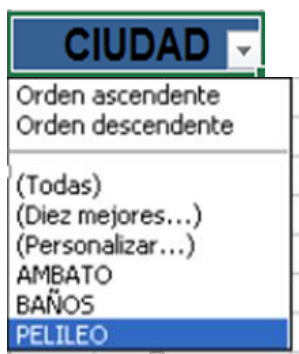 CIUDAD
Orden ascendente
Orden descendente
(Todas)
(Diez mejores...)
(Personalizar...)
AMBATO
BAÑOS
PELILEO